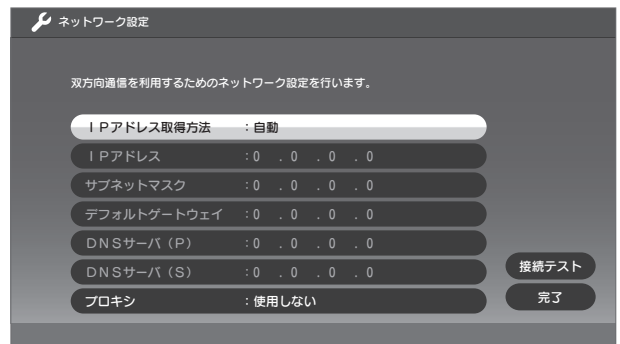 ネットワーク設定
双方向通信を利用するためのネットワーク設定を行います。
ＩＰアドレス取得方法 ：自動
ＩＰアドレス ：0 . 0 . 0 . 0
サブネットマスク ：0 . 0 . 0 . 0
デフォルトゲートウェイ ：0 . 0 . 0 . 0
ＤＮＳサーバ（Ｐ） ：0 . 0 . 0 . 0
ＤＮＳサーバ（Ｓ） ：0 . 0 . 0 . 0
プロキシ ：使用しない
接続テスト
完了